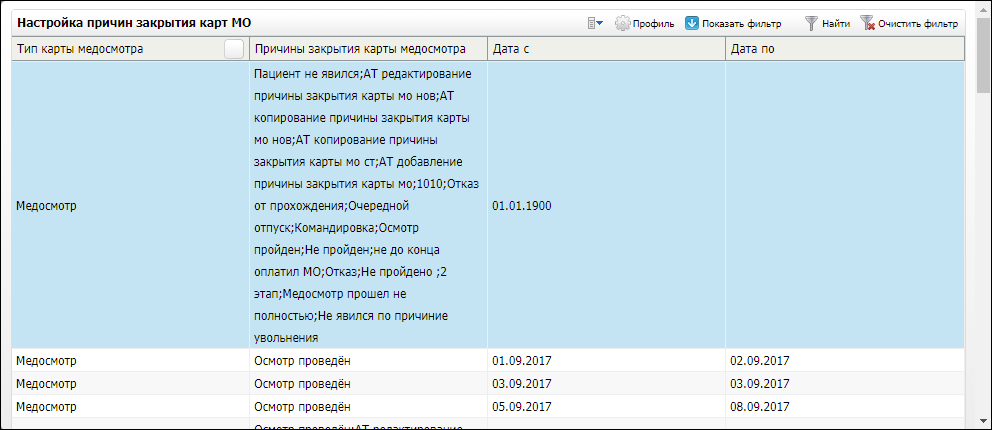 Настройка причин закрытия карт МО
Профиль
Показать фильтр
Найти
Очистить фильтр
Тип карты медосмотра
Причины закрытия карты медосмотра
Дата с
Дата по
Медосмотр
Пациент не явился;АТ редактирование
причины закрытия карты мо нов;АТ
копирование причины закрытия карты
мо нов;АТ копирование причины
закрытия карты мо ст;АТ добавление
причины закрытия карты мо;1010;Отказ
от прохождения;Очередной
отпуск;Командировка;Осмотр
пройден;Не пройден;не до конца
оплатил МО;Отказ;Не пройдено ;2
этап;Медосмотр прошел не
полностью;Не явился по причиние
увольнения
01.01.1900
Медосмотр
Осмотр проведён
01.09.2017
02.09.2017
Медосмотр
Осмотр проведён
03.09.2017
03.09.2017
Медосмотр
Осмотр проведён
05.09.2017
08.09.2017
Осмотр проведён;АТ редактирование